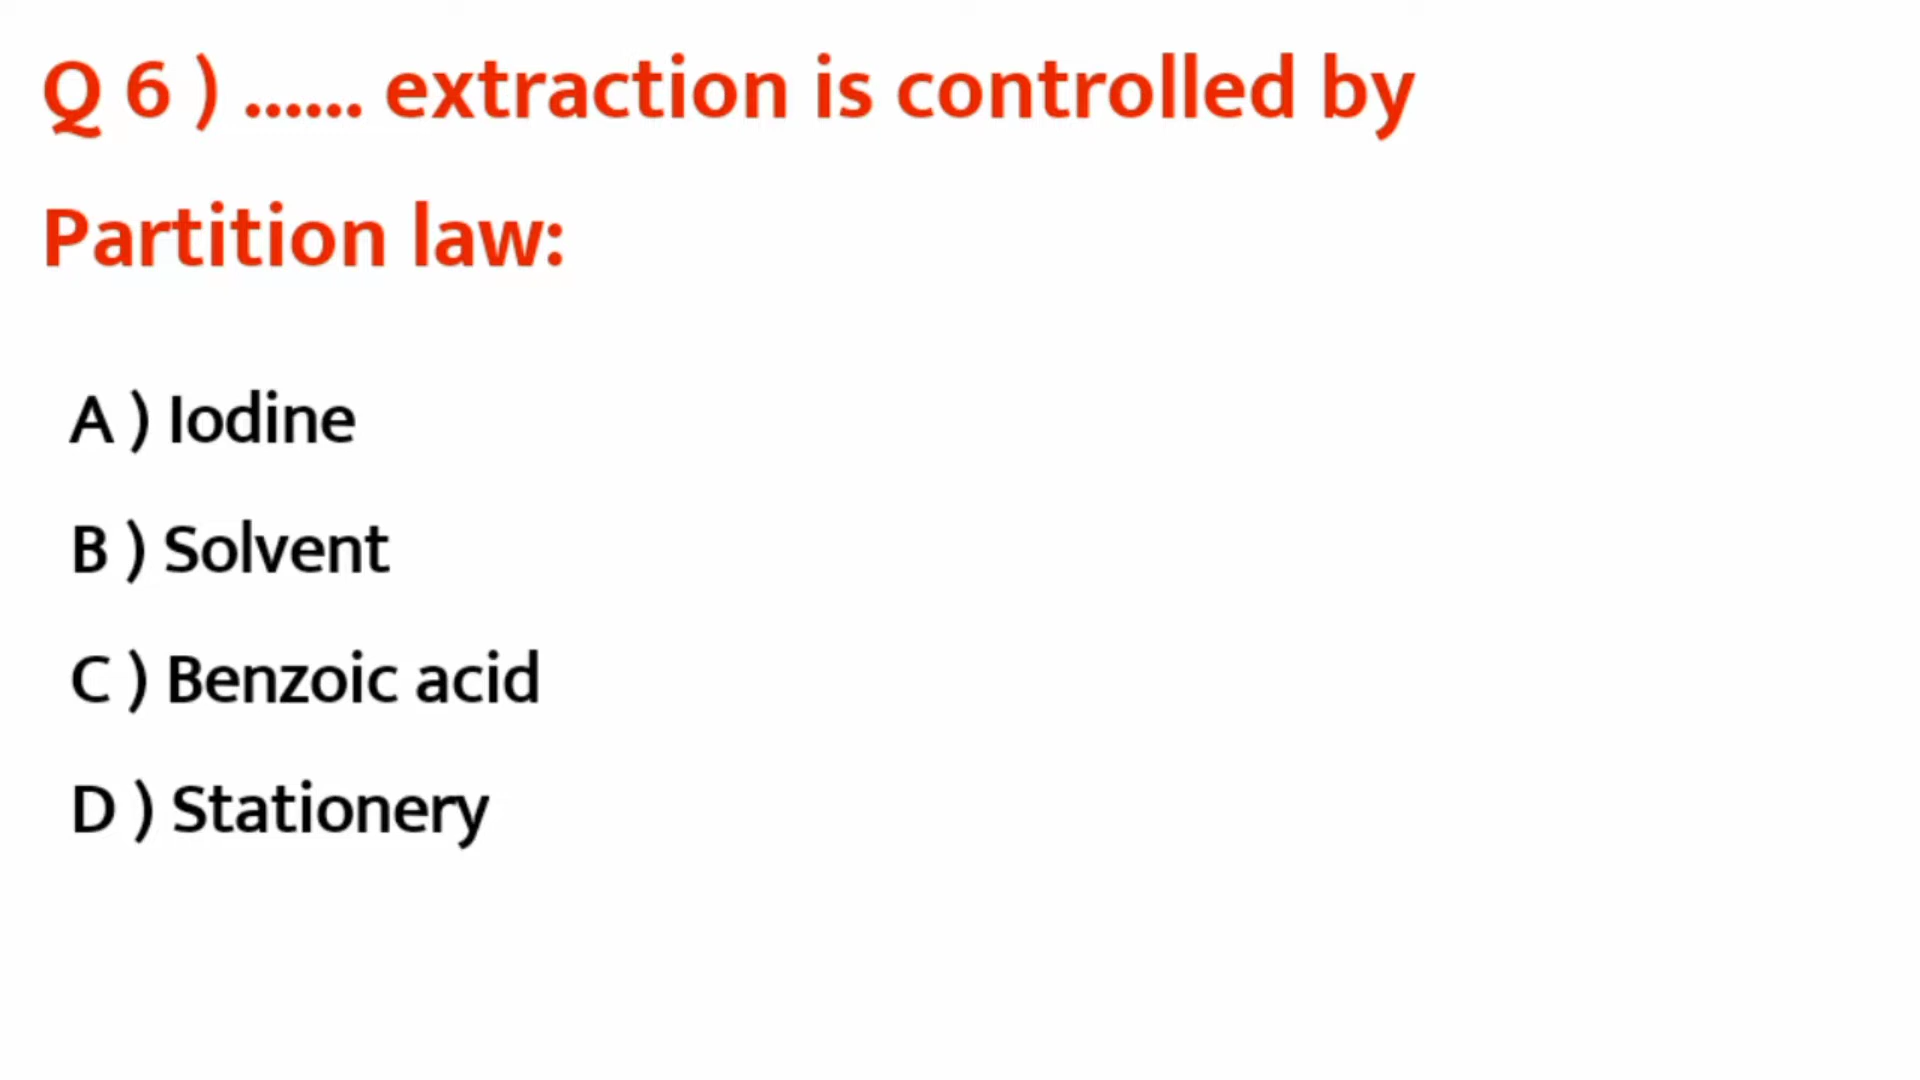 Q 6 ) ...... extraction is controlled by
Partition law:
A ) Iodine
B ) Solvent
C ) Benzoic acid
D ) Stationery